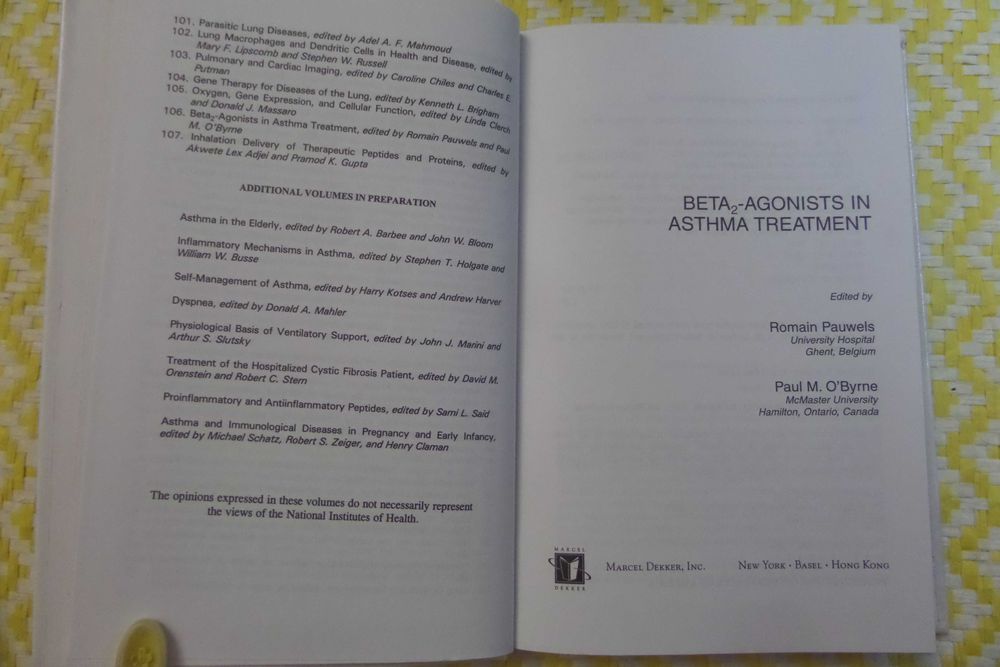 101. Parasitic Lung Diseases, edited by Adel A. F. Mahmoud
102. Lung Macrophages and Dendritic Cells in Health and Disease, edited by
Mary F. Lipscomb and Stephen W. Russell
103. Pulmonary and Cardiac Imaging, edited by Caroline Chiles and Charles E.
Putman
104. Gene Therapy for Diseases of the Lung, edited by Kenneth L. Brigham
105. Oxygen, Gene Expression, and Cellular Function, edited by Linda Clerch
and Donald J. Massaro
106. Beta₂-Agonists in Asthma Treatment, edited by Romain Pauwels and Paul
M. O'Byrne
107. Inhalation Delivery of Therapeutic Peptides and Proteins, edited by
Akwete Lex Adjei and Pramod K. Gupta
ADDITIONAL VOLUMES IN PREPARATION
Asthma in the Elderly, edited by Robert A. Barbee and John W. Bloom
Inflammatory Mechanisms in Asthma, edited by Stephen T. Holgate and
William W. Busse
Self-Management of Asthma, edited by Harry Kotses and Andrew Harver
Dyspnea, edited by Donald A. Mahler
Physiological Basis of Ventilatory Support, edited by John J. Marini and
Arthur S. Slutsky
Treatment of the Hospitalized Cystic Fibrosis Patient, edited by David M.
Orenstein and Robert C. Stern
Proinflammatory and Antiinflammatory Peptides, edited by Sami L. Said
Asthma and Immunological Diseases in Pregnancy and Early Infancy,
edited by Michael Schatz, Robert S. Zeiger, and Henry Claman
The opinions expressed in these volumes do not necessarily represent
the views of the National Institutes of Health.
BETA₂-AGONISTS IN
ASTHMA TREATMENT
Edited by
Romain Pauwels
University Hospital
Ghent, Belgium
Paul M. O'Byrne
McMaster University
Hamilton, Ontario, Canada
MARCEL
DEKKER
MARCEL DEKKER, INC. NEW YORK · BASEL · HONG KONG